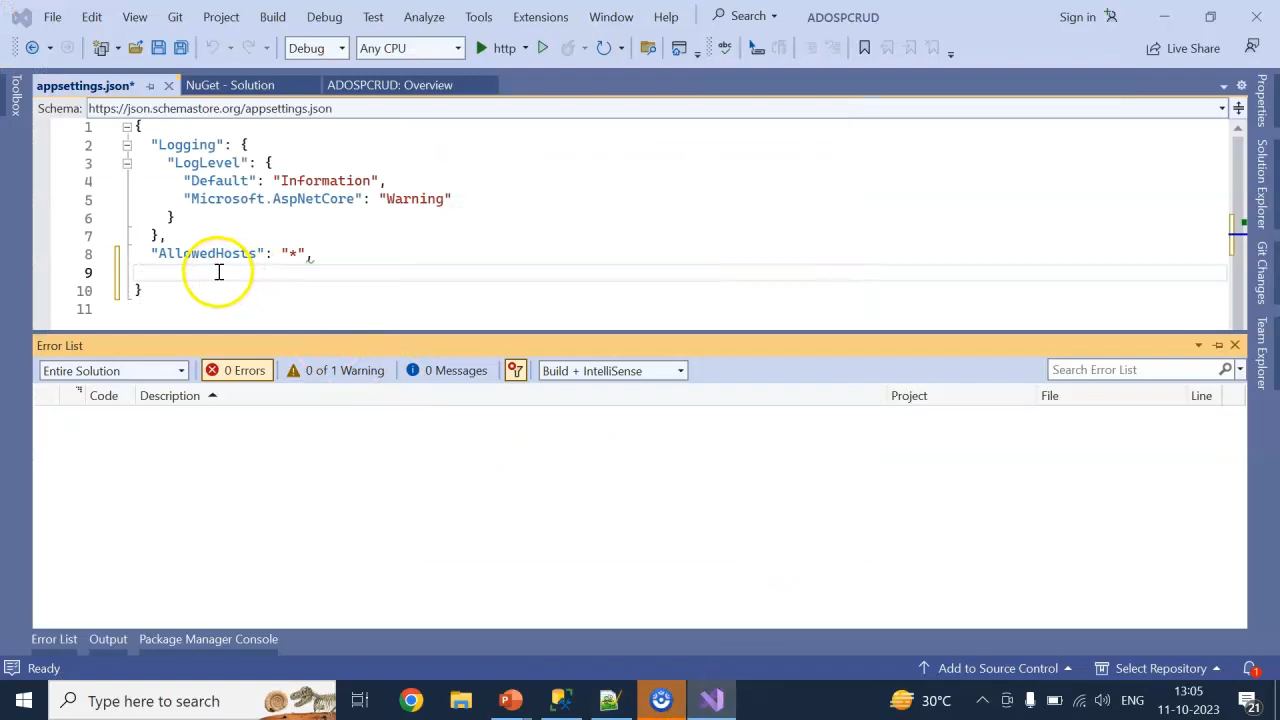 File Edit View Git Project Build Debug Test Analyze Tools Extensions Window Help Search ADOSPCRUD Sign in
Debug Any CPU http Live Share
appsettings.json* NuGet - Solution ADOSPCRUD: Overview
Schema: https://json.schemastore.org/appsettings.json
1 {
2 "Logging": {
3 "LogLevel": {
4 "Default": "Information",
5 "Microsoft.AspNetCore": "Warning"
6 }
7 },
8 "AllowedHosts": "*",
9
10 }
11
Toolbox
Properties
Solution Explorer
Git Changes
Team Explorer
Error List
Entire Solution 0 Errors 0 of 1 Warning 0 Messages Build + IntelliSense Search Error List
Code Description Project File Line
Error List Output Package Manager Console
Ready Add to Source Control Select Repository 1
Type here to search 30°C ENG 13:05
11-10-2023 21